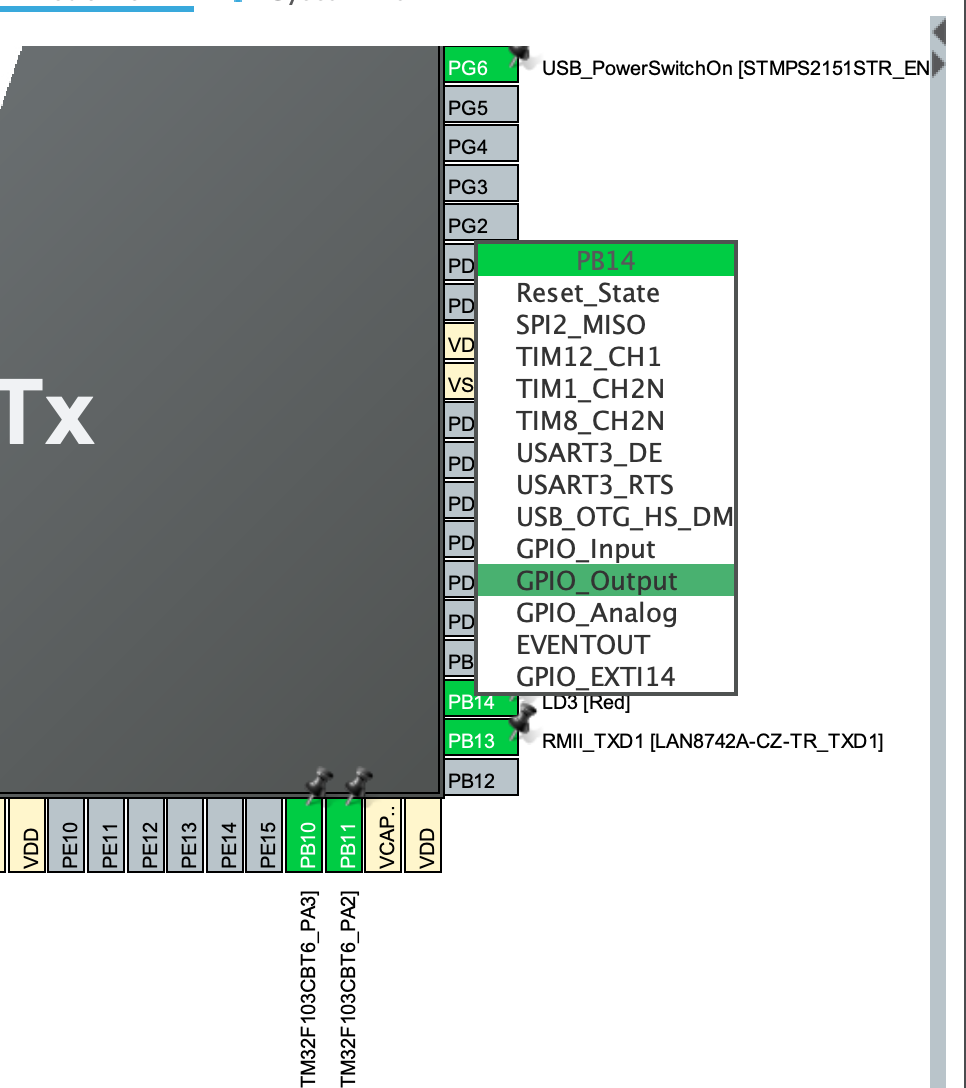 PG6 USB_PowerSwitchOn [STMPS2151STR_EN
PG5
PG4
PG3
PG2
PD
PD
VD
VS
PD
PD
PD
PD
PD
PD
PB
PB14
Reset_State
SPI2_MISO
TIM12_CH1
TIM1_CH2N
TIM8_CH2N
USART3_DE
USART3_RTS
USB_OTG_HS_DM
GPIO_Input
GPIO_Output
GPIO_Analog
EVENTOUT
GPIO_EXTI14
Tx
PB14 LD3 [Red]
PB13 RMII_TXD1 [LAN8742A-CZ-TR_TXD1]
PB12
VDD
PE10
PE11
PE12
PE13
PE14
PE15
PB10
PB11
VCAP..
VDD
TM32F103CBT6_PA3]
TM32F103CBT6_PA2]